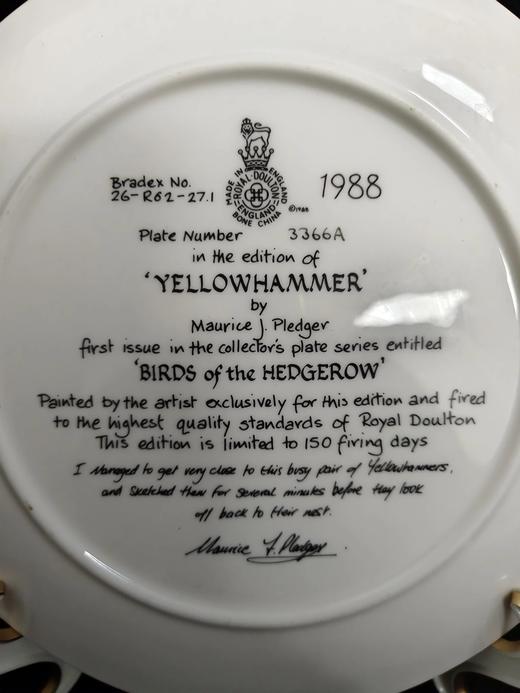 MADE IN ENGLAND
ROYAL·DOULTON
ENGLAND
BONE CHINA
©1988
Bradex No.
26-R62-27.1
1988
Plate Number 3366A
in the edition of
'YELLOWHAMMER'
by
Maurice J. Pledger
first issue in the collector's plate series entitled
'BIRDS of the HEDGEROW'
Painted by the artist exclusively for this edition and fired
to the highest quality standards of Royal Doulton
This edition is limited to 150 firing days
I managed to get very close to this busy pair of Yellowhammers,
and sketched them for several minutes before they took
off back to their nest.
Maurice J. Pledger